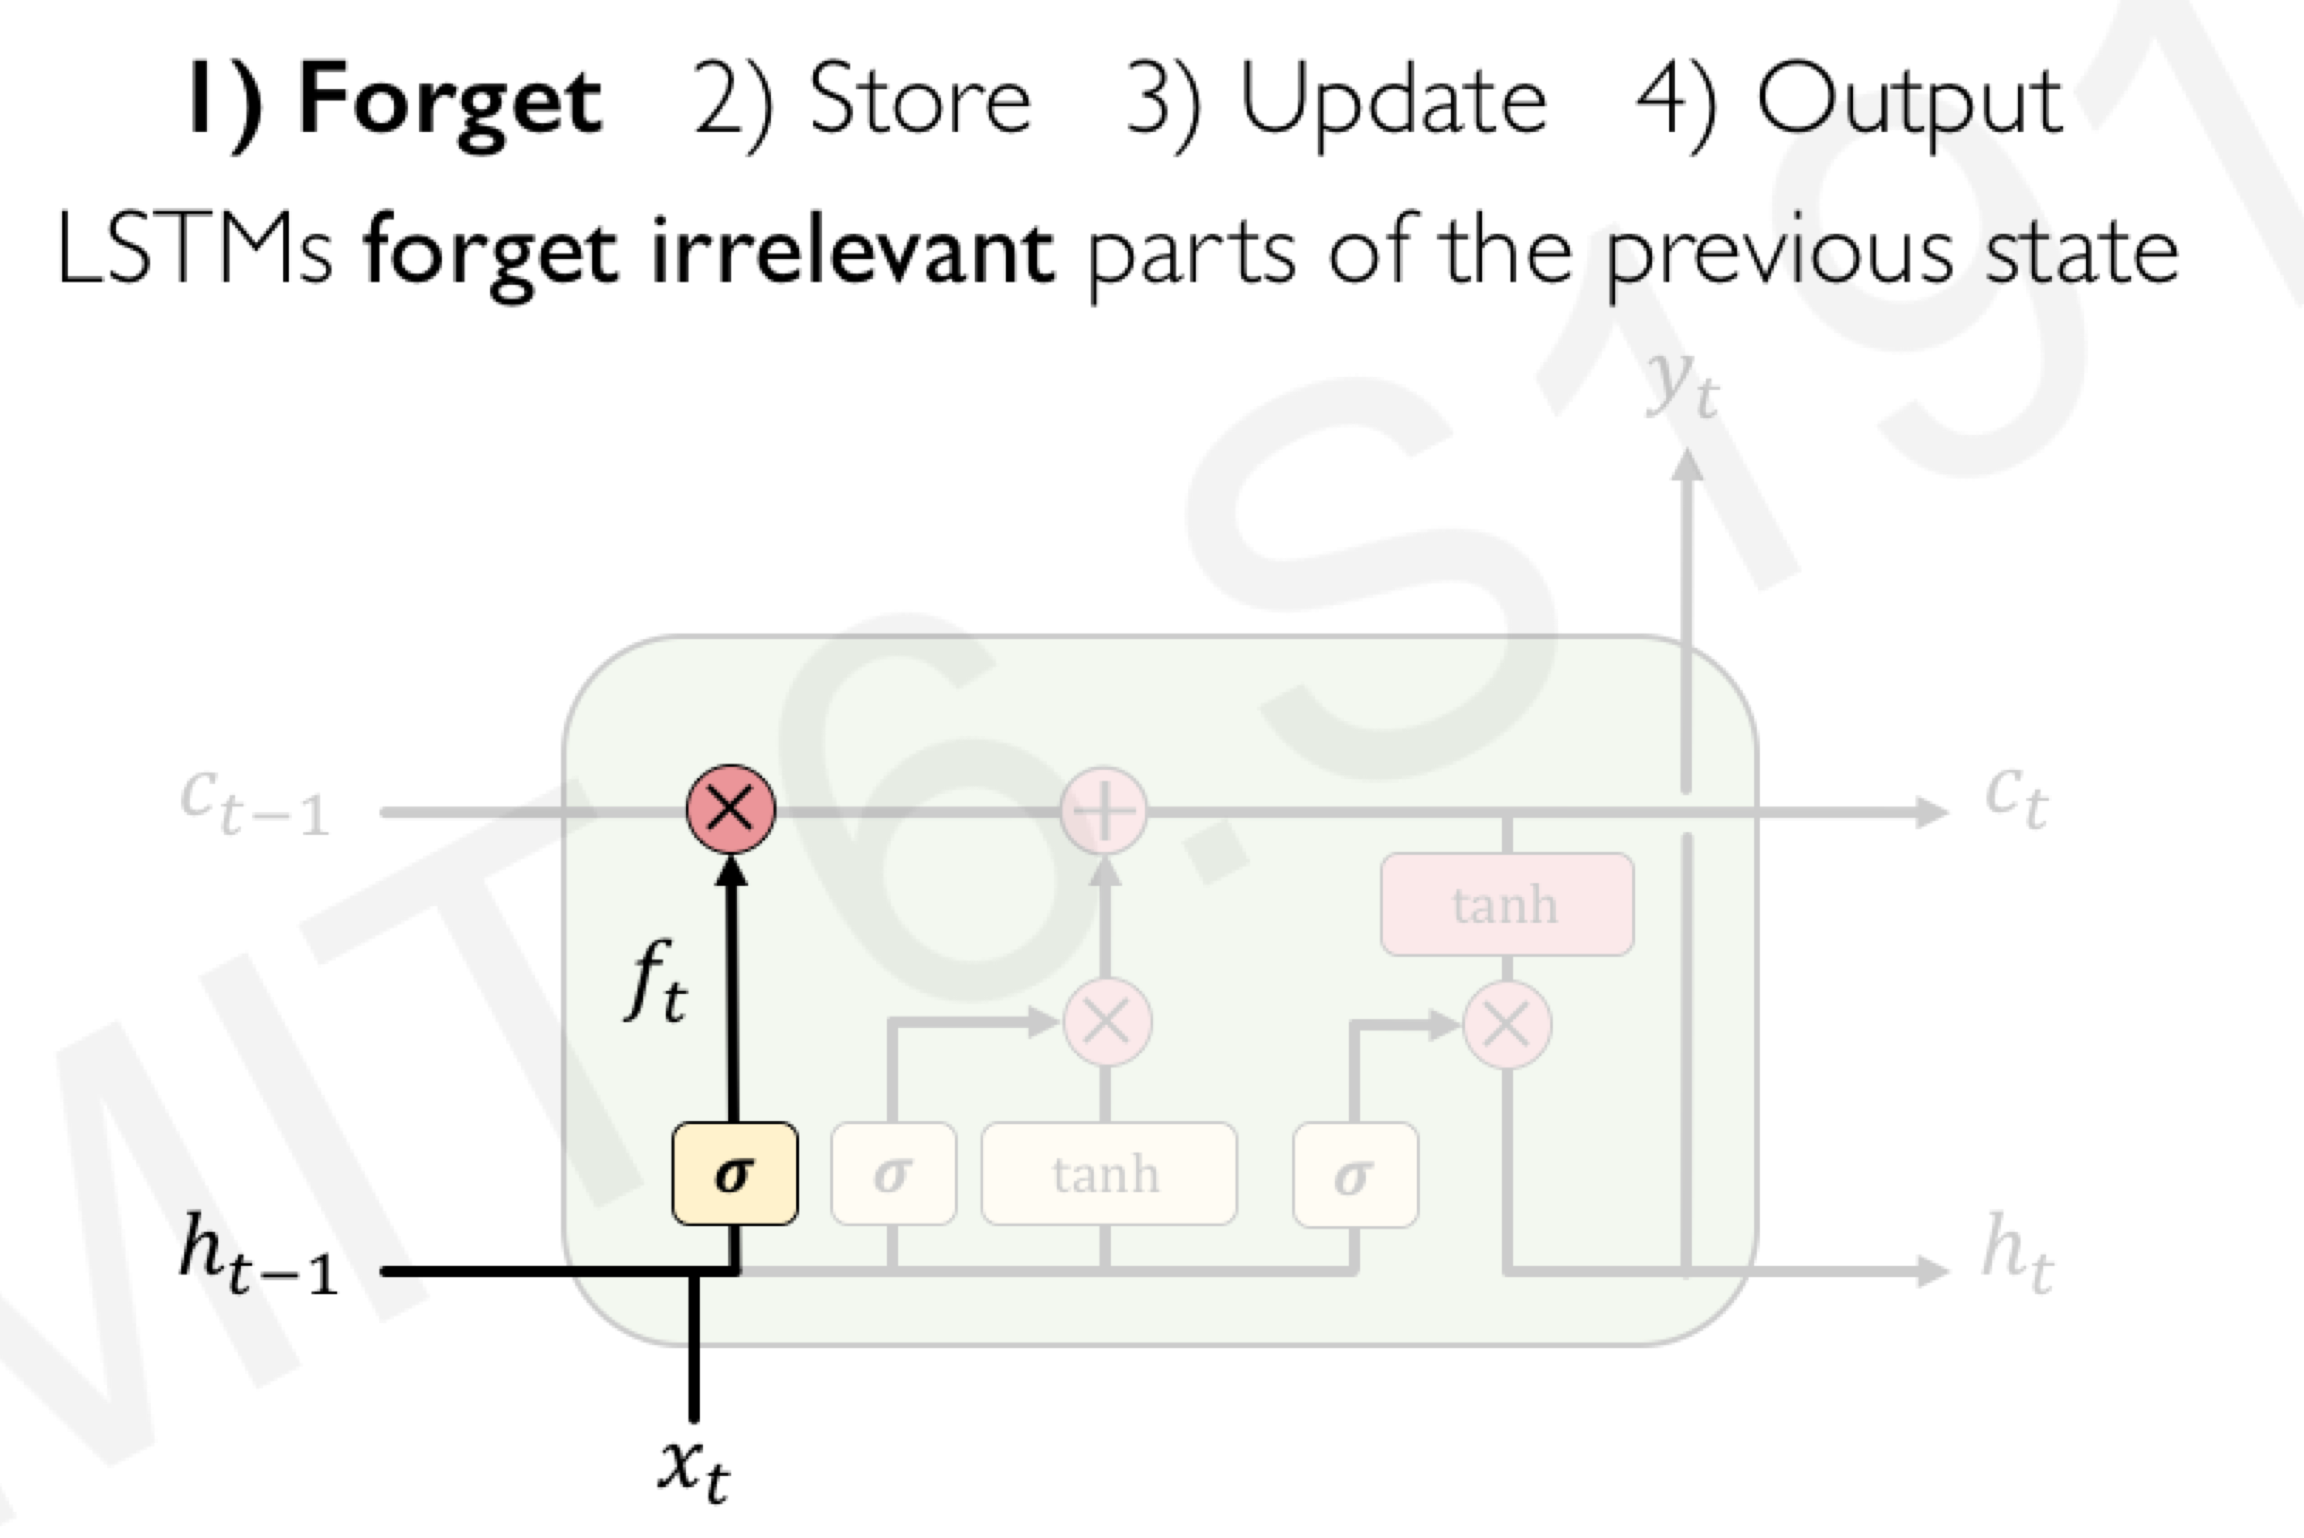 1) Forget 2) Store 3) Update 4) Output
LSTMs forget irrelevant parts of the previous state
y_t
c_{t-1} × + c_t
tanh
f_t × ×
σ σ tanh σ
h_{t-1} h_t
x_t
MIT 6.S191